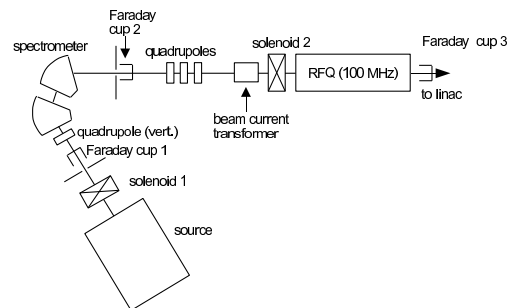 Faraday
cup 2
spectrometer
quadrupoles
solenoid 2
Faraday cup 3
RFQ (100 MHz)
to linac
beam current
transformer
quadrupole (vert.)
Faraday cup 1
solenoid 1
source